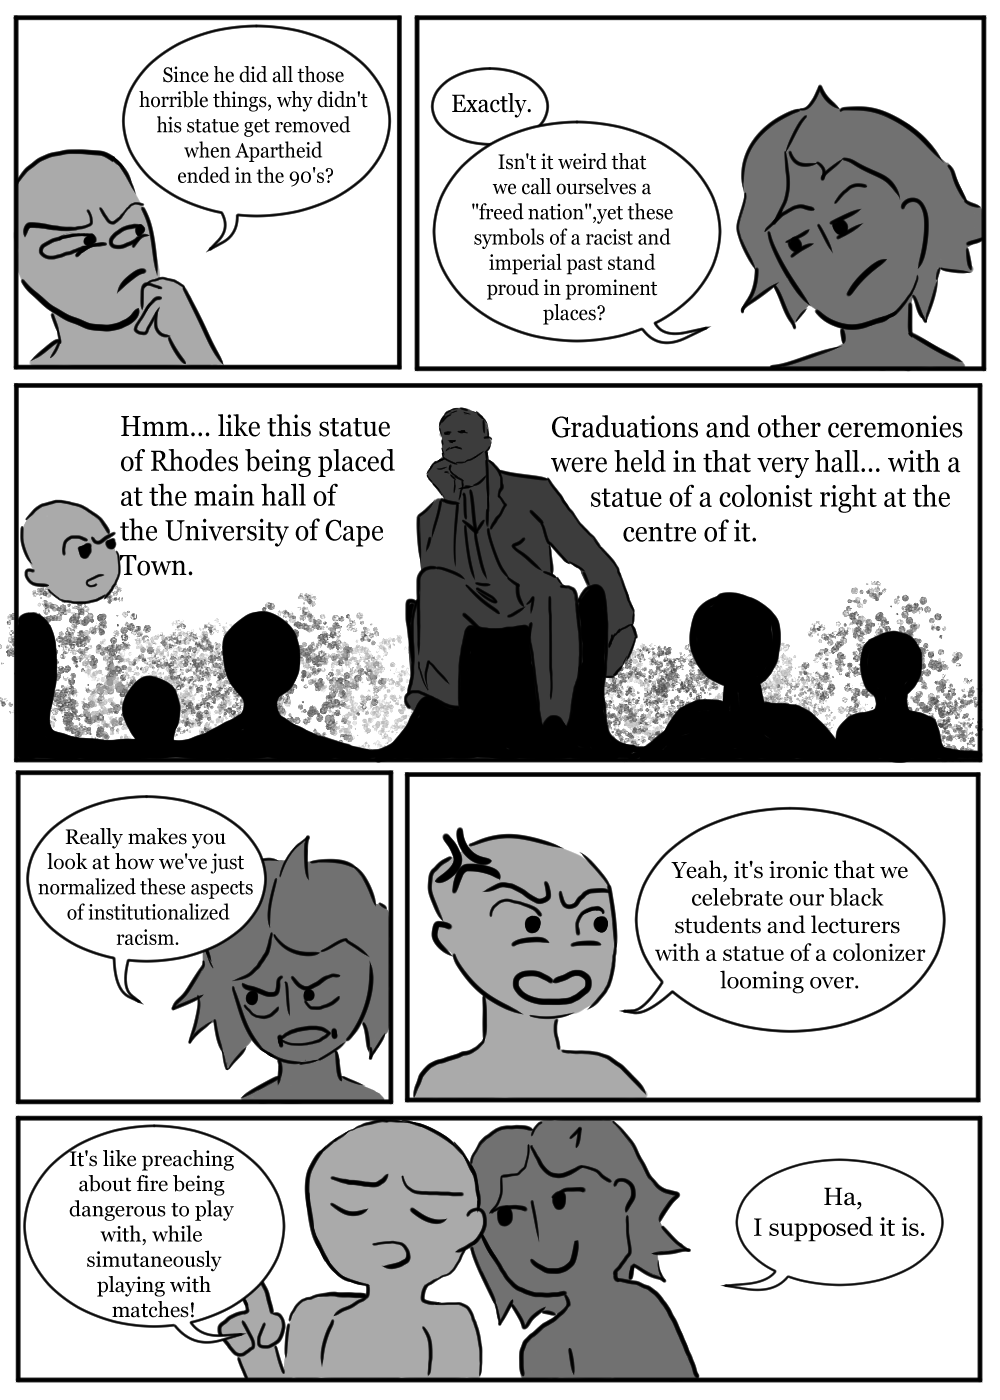 Since he did all those
horrible things, why didn't
his statue get removed
when Apartheid
ended in the 90's?
Exactly.
Isn't it weird that
we call ourselves a
"freed nation",yet these
symbols of a racist and
imperial past stand
proud in prominent
places?
Hmm... like this statue
of Rhodes being placed
at the main hall of
the University of Cape
Town.
Graduations and other ceremonies
were held in that very hall... with a
statue of a colonist right at the
centre of it.
Really makes you
look at how we've just
normalized these aspects
of institutionalized
racism.
Yeah, it's ironic that we
celebrate our black
students and lecturers
with a statue of a colonizer
looming over.
It's like preaching
about fire being
dangerous to play
with, while
simutaneously
playing with
matches!
Ha,
I supposed it is.